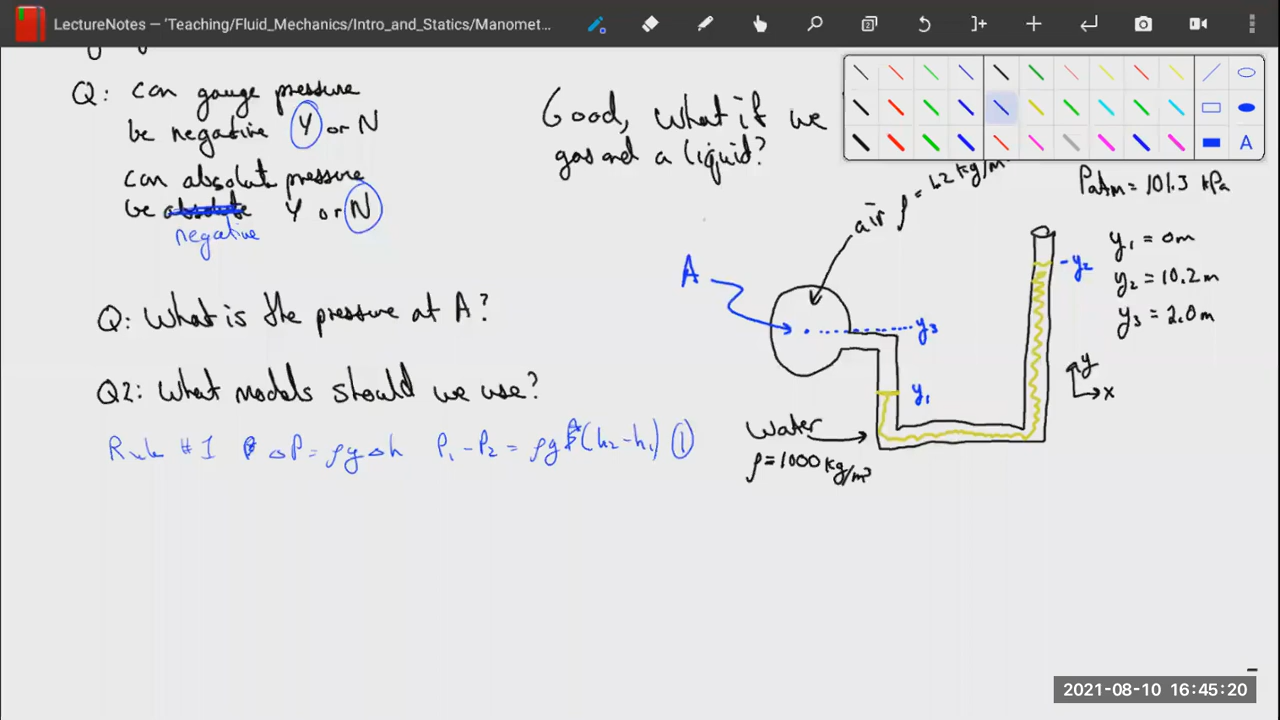 LectureNotes — 'Teaching/Fluid_Mechanics/Intro_and_Statics/Manomet...
Q: can gauge pressure
be negative Y or N
can absolute pressure
be absolute Y or N
negative
Good, what if we
gas and a liquid?
Patm = 101.3 kPa
air ρ =
A
y₁ = 0m
y₂ = 10.2m
y₃ = 2.0m
-y₂
y₃
y₁
y
x
Water
ρ = 1000 kg/m³
Q: What is the pressure at A?
Q2: What models should we use?
Rule #1 ΔP = ρgΔh P₁ - P₂ = ρg(h₂-h₁) ①
A
2021-08-10 16:45:20